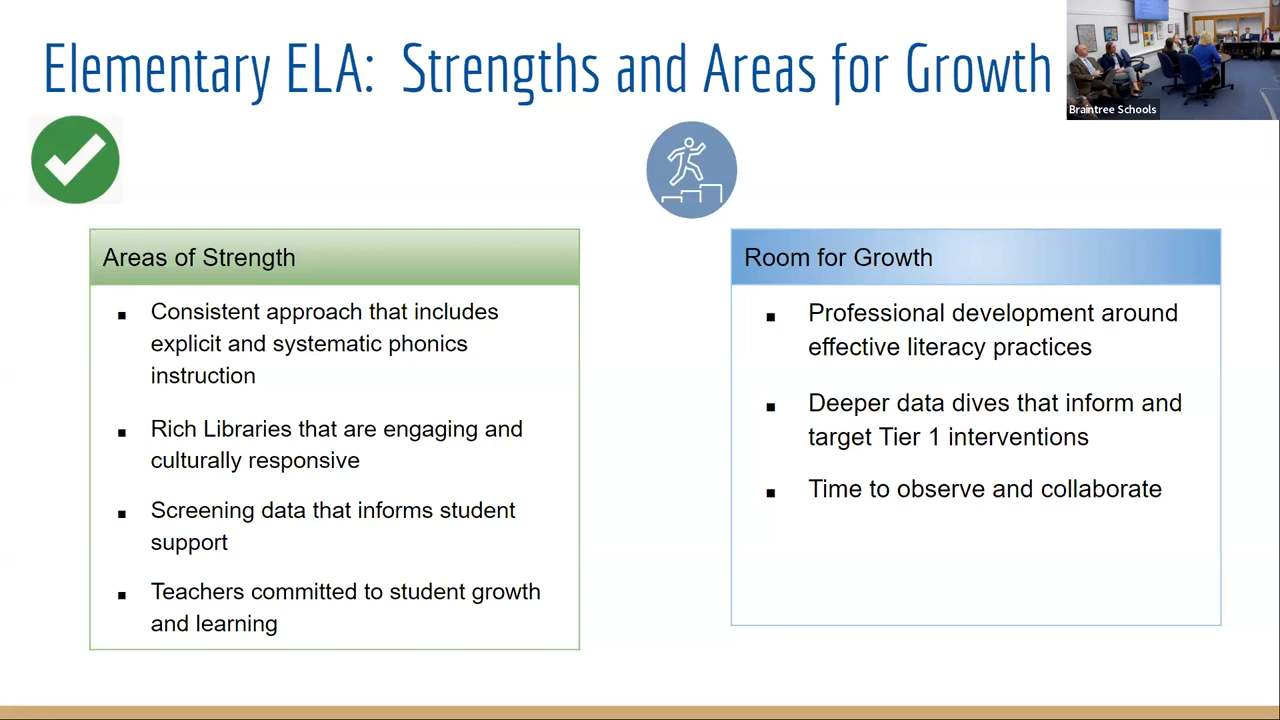 Elementary ELA:  Strengths and Areas for Growth
Braintree Schools
Areas of Strength
▪ Consistent approach that includes
explicit and systematic phonics
instruction
▪ Rich Libraries that are engaging and
culturally responsive
▪ Screening data that informs student
support
▪ Teachers committed to student growth
and learning
Room for Growth
▪ Professional development around
effective literacy practices
▪ Deeper data dives that inform and
target Tier 1 interventions
▪ Time to observe and collaborate